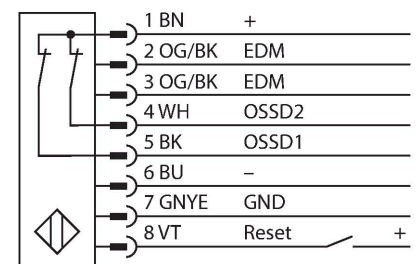 1 BN +
2 OG/BK EDM
3 OG/BK EDM
4 WH OSSD2
5 BK OSSD1
6 BU –
7 GNYE GND
8 VT Reset +